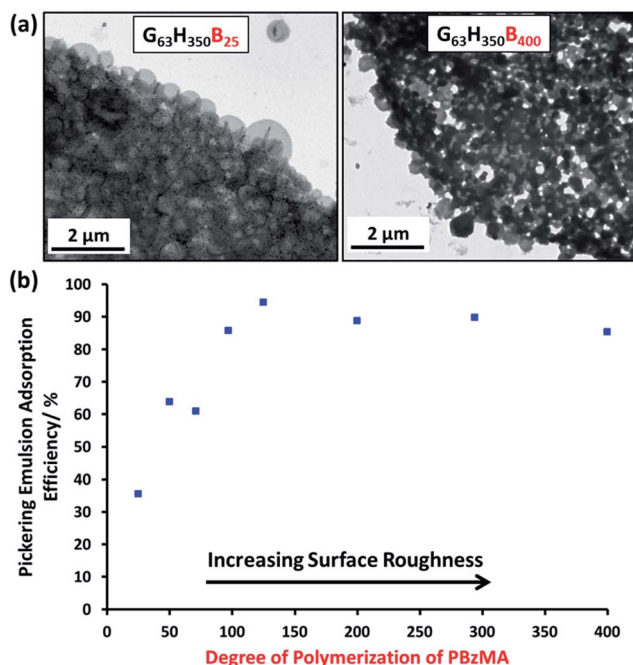 (a)
G₆₃H₃₅₀B₂₅
G₆₃H₃₅₀B₄₀₀
2 µm
2 µm
(b)
Pickering Emulsion Adsorption
Efficiency/ %
100
90
80
70
60
50
40
30
20
10
0
Increasing Surface Roughness
0 50 100 150 200 250 300 350 400
Degree of Polymerization of PBzMA